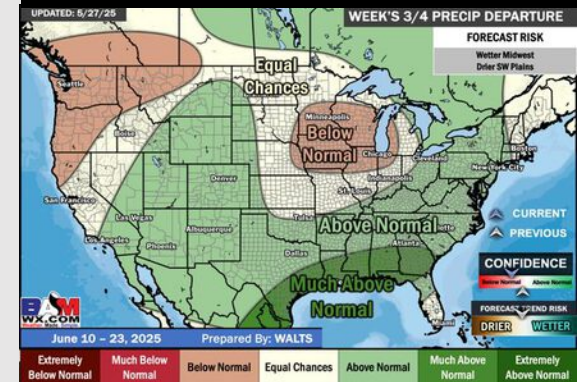 UPDATED: 5/27/25
WEEK'S 3/4 PRECIP DEPARTURE
FORECAST RISK
Wetter Midwest
Drier SW Plains
Equal
Chances
Seattle
Minneapolis
Below
Normal
Boise
Chicago
Cleveland
Boston
New York City
Indianapolis
San Francisco
Denver
St. Louis
Las Vegas
Tulsa
Los Angeles
Albuquerque
Above Normal
Phoenix
Atlanta
Dallas
Much Above
Normal
Miami
CURRENT
PREVIOUS
CONFIDENCE
Below Normal
Above Normal
FORECAST TREND RISK
DRIER
WETTER
BAM
WX.COM
Weather Made Simple.
June 10 – 23, 2025
Prepared By: WALTS
Extremely
Below Normal
Much Below
Normal
Below Normal
Equal Chances
Above Normal
Much Above
Normal
Extremely
Above Normal